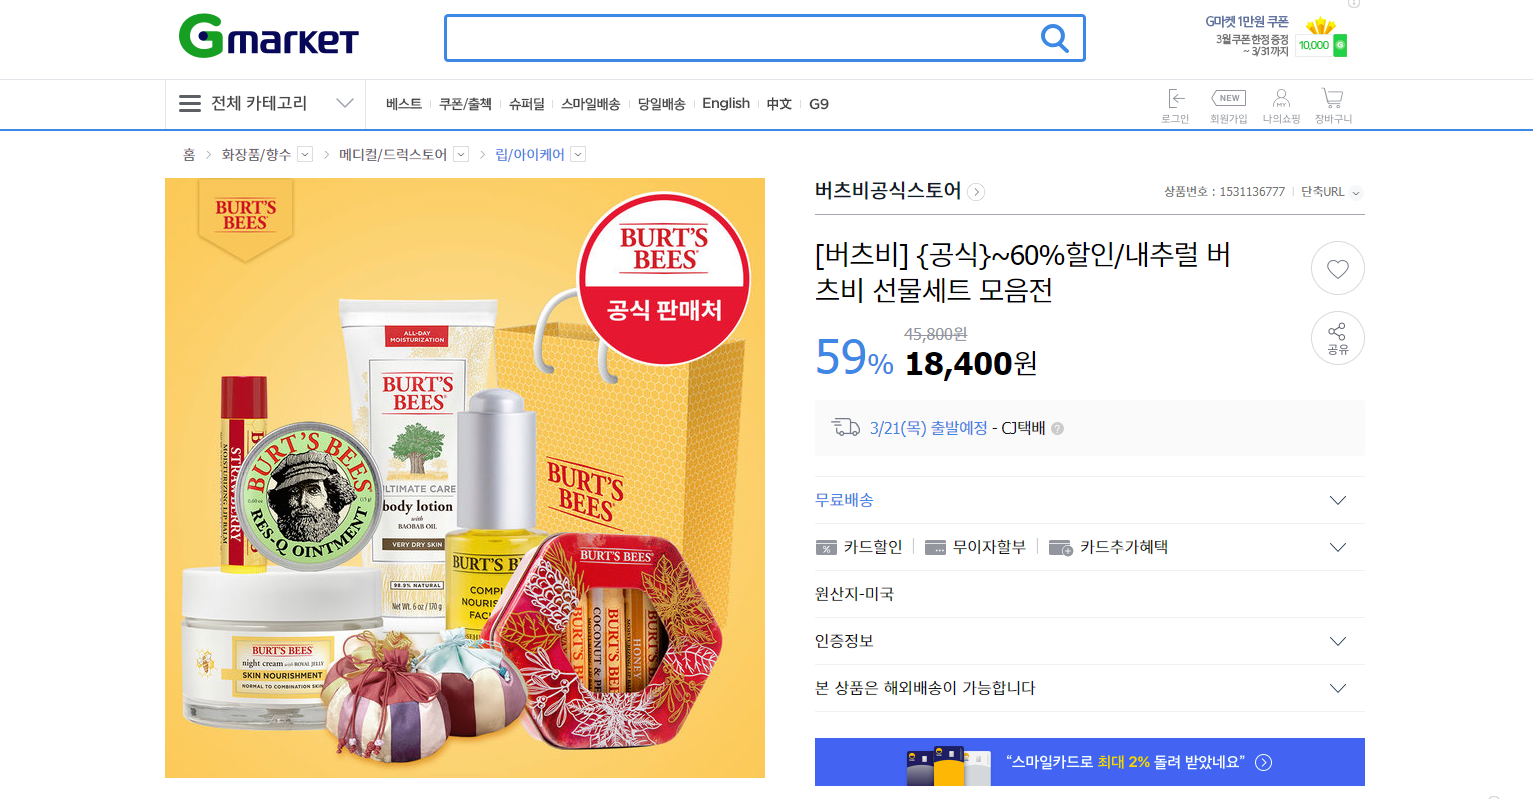 Gmarket
G마켓 1만원 쿠폰
3월 쿠폰 한정 증정
~ 3/31까지
10,000
G
전체 카테고리
베스트
쿠폰/출첵
슈퍼딜
스마일배송
당일배송
English
中文
G9
NEW
MY
로그인
회원가입
나의쇼핑
장바구니
홈 > 화장품/향수 > 메디컬/드럭스토어 > 립/아이케어
BURT'S
BEES
BURT'S
BEES
공식 판매처
ALL-DAY
MOISTURIZATION
BURT'S
BEES
ULTIMATE CARE
body lotion
with
BAOBAB OIL
VERY DRY SKIN
98.9% NATURAL
Net Wt. 6 oz / 170 g
STRAWBERRY
MOISTURIZING LIP BALM
BURT'S BEES
RES-Q OINTMENT
BURT'S
BEES
BURT'S B
COMPL
NOURIS
FAC
BURT'S BEES
COCONUT & PE
HONEY
BURT'S BEES
night cream with ROYAL JELLY
SKIN NOURISHMENT
NORMAL TO COMBINATION SKIN
버츠비공식스토어
상품번호 : 1531136777
단축URL
[버츠비] {공식}~60%할인/내추럴 버
츠비 선물세트 모음전
45,800원
59%
18,400원
공유
3/21(목) 출발예정 - CJ택배 ?
무료배송
카드할인
무이자할부
카드추가혜택
원산지-미국
인증정보
본 상품은 해외배송이 가능합니다
“스마일카드로 최대 2% 돌려 받았네요”